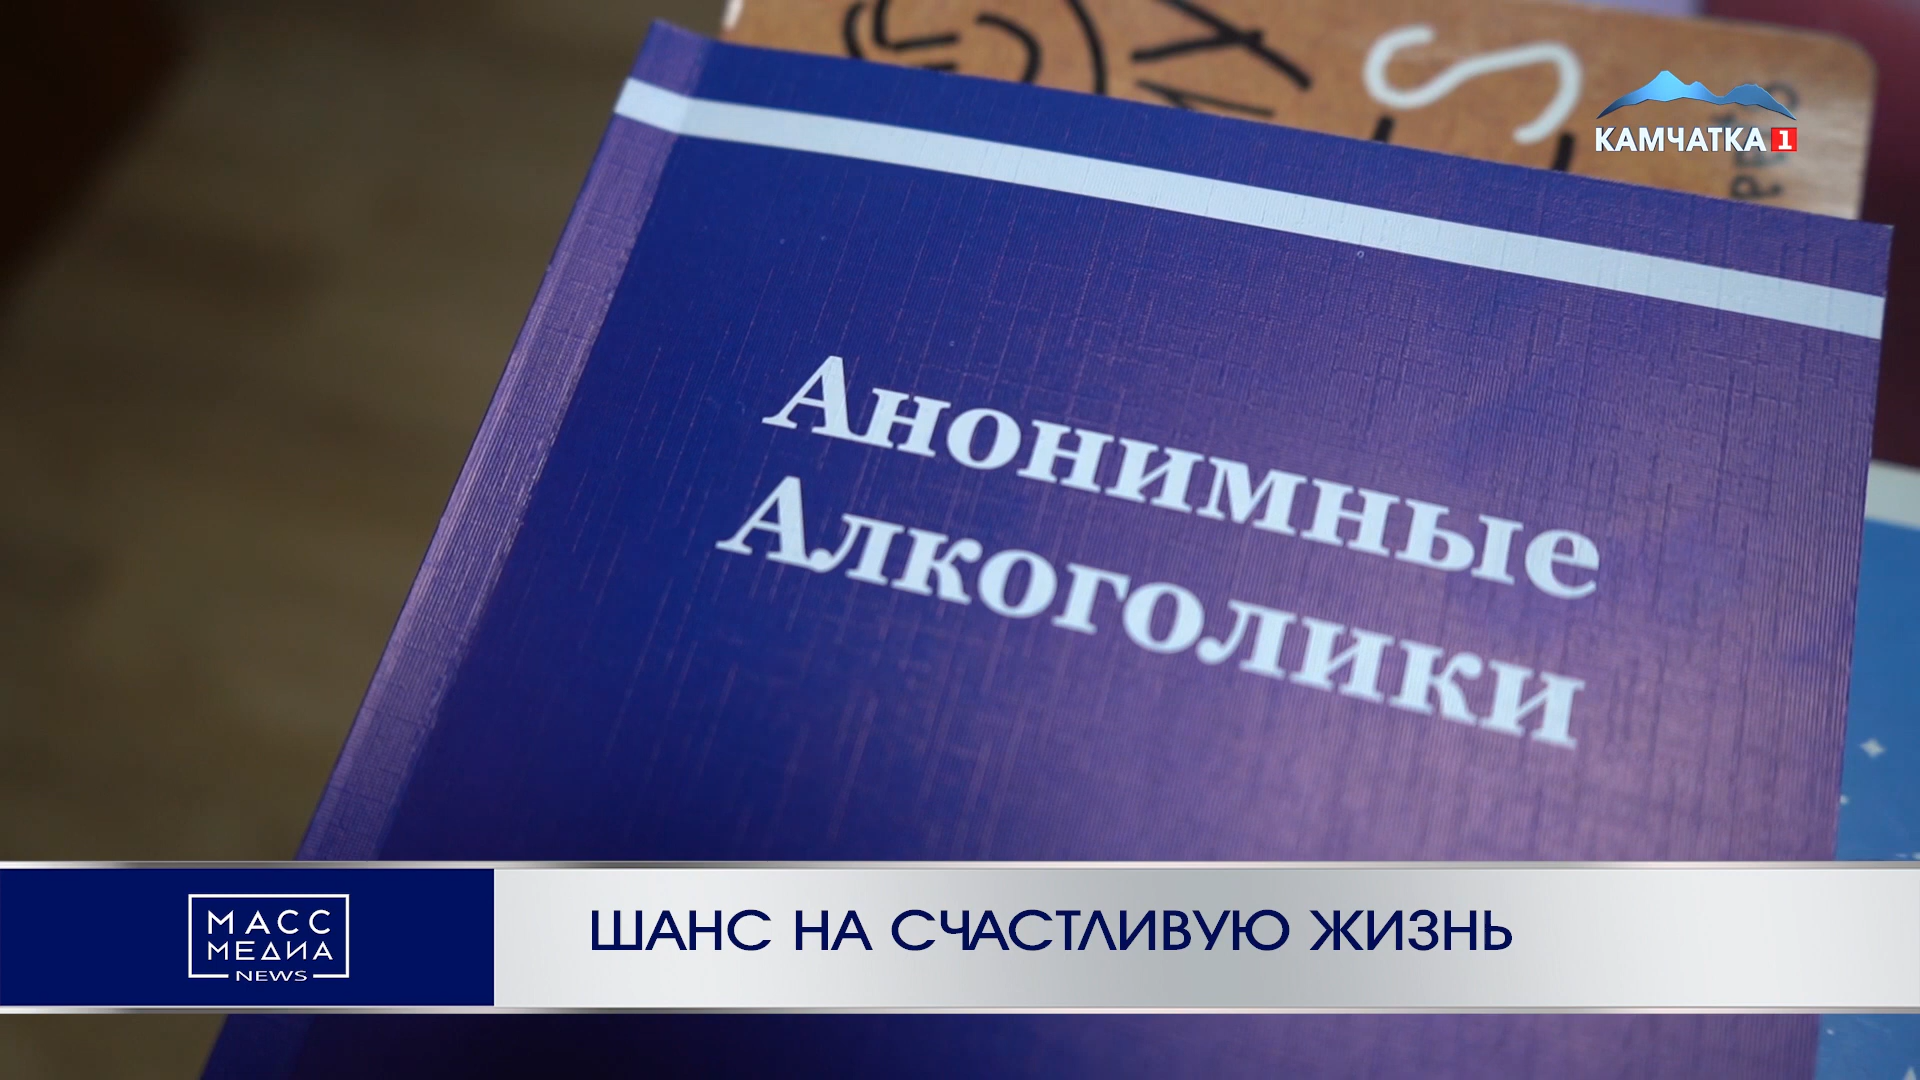 КАМЧАТКА 1
Анонимные
Алкоголики
МАСС
МЕДИА
NEWS
ШАНС НА СЧАСТЛИВУЮ ЖИЗНЬ